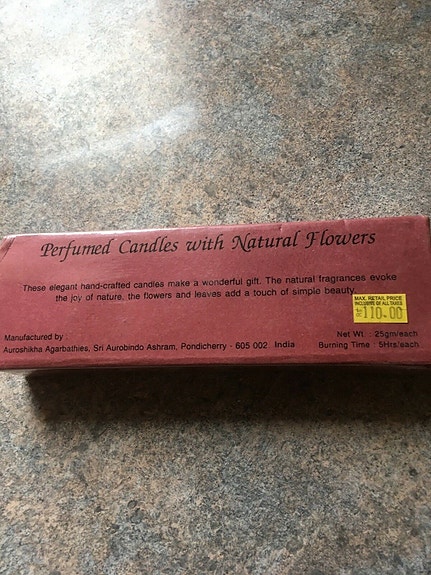 Perfumed Candles with Natural Flowers
These elegant hand-crafted candles make a wonderful gift. The natural fragrances evoke
the joy of nature, the flowers and leaves add a touch of simple beauty.
MAX. RETAIL PRICE
INCLUSIVE OF ALL TAXES
110.00
Manufactured by :
Auroshikha Agarbathies, Sri Aurobindo Ashram, Pondicherry - 605 002. India
Net Wt. : 25gm/each
Burning Time : 5Hrs/each